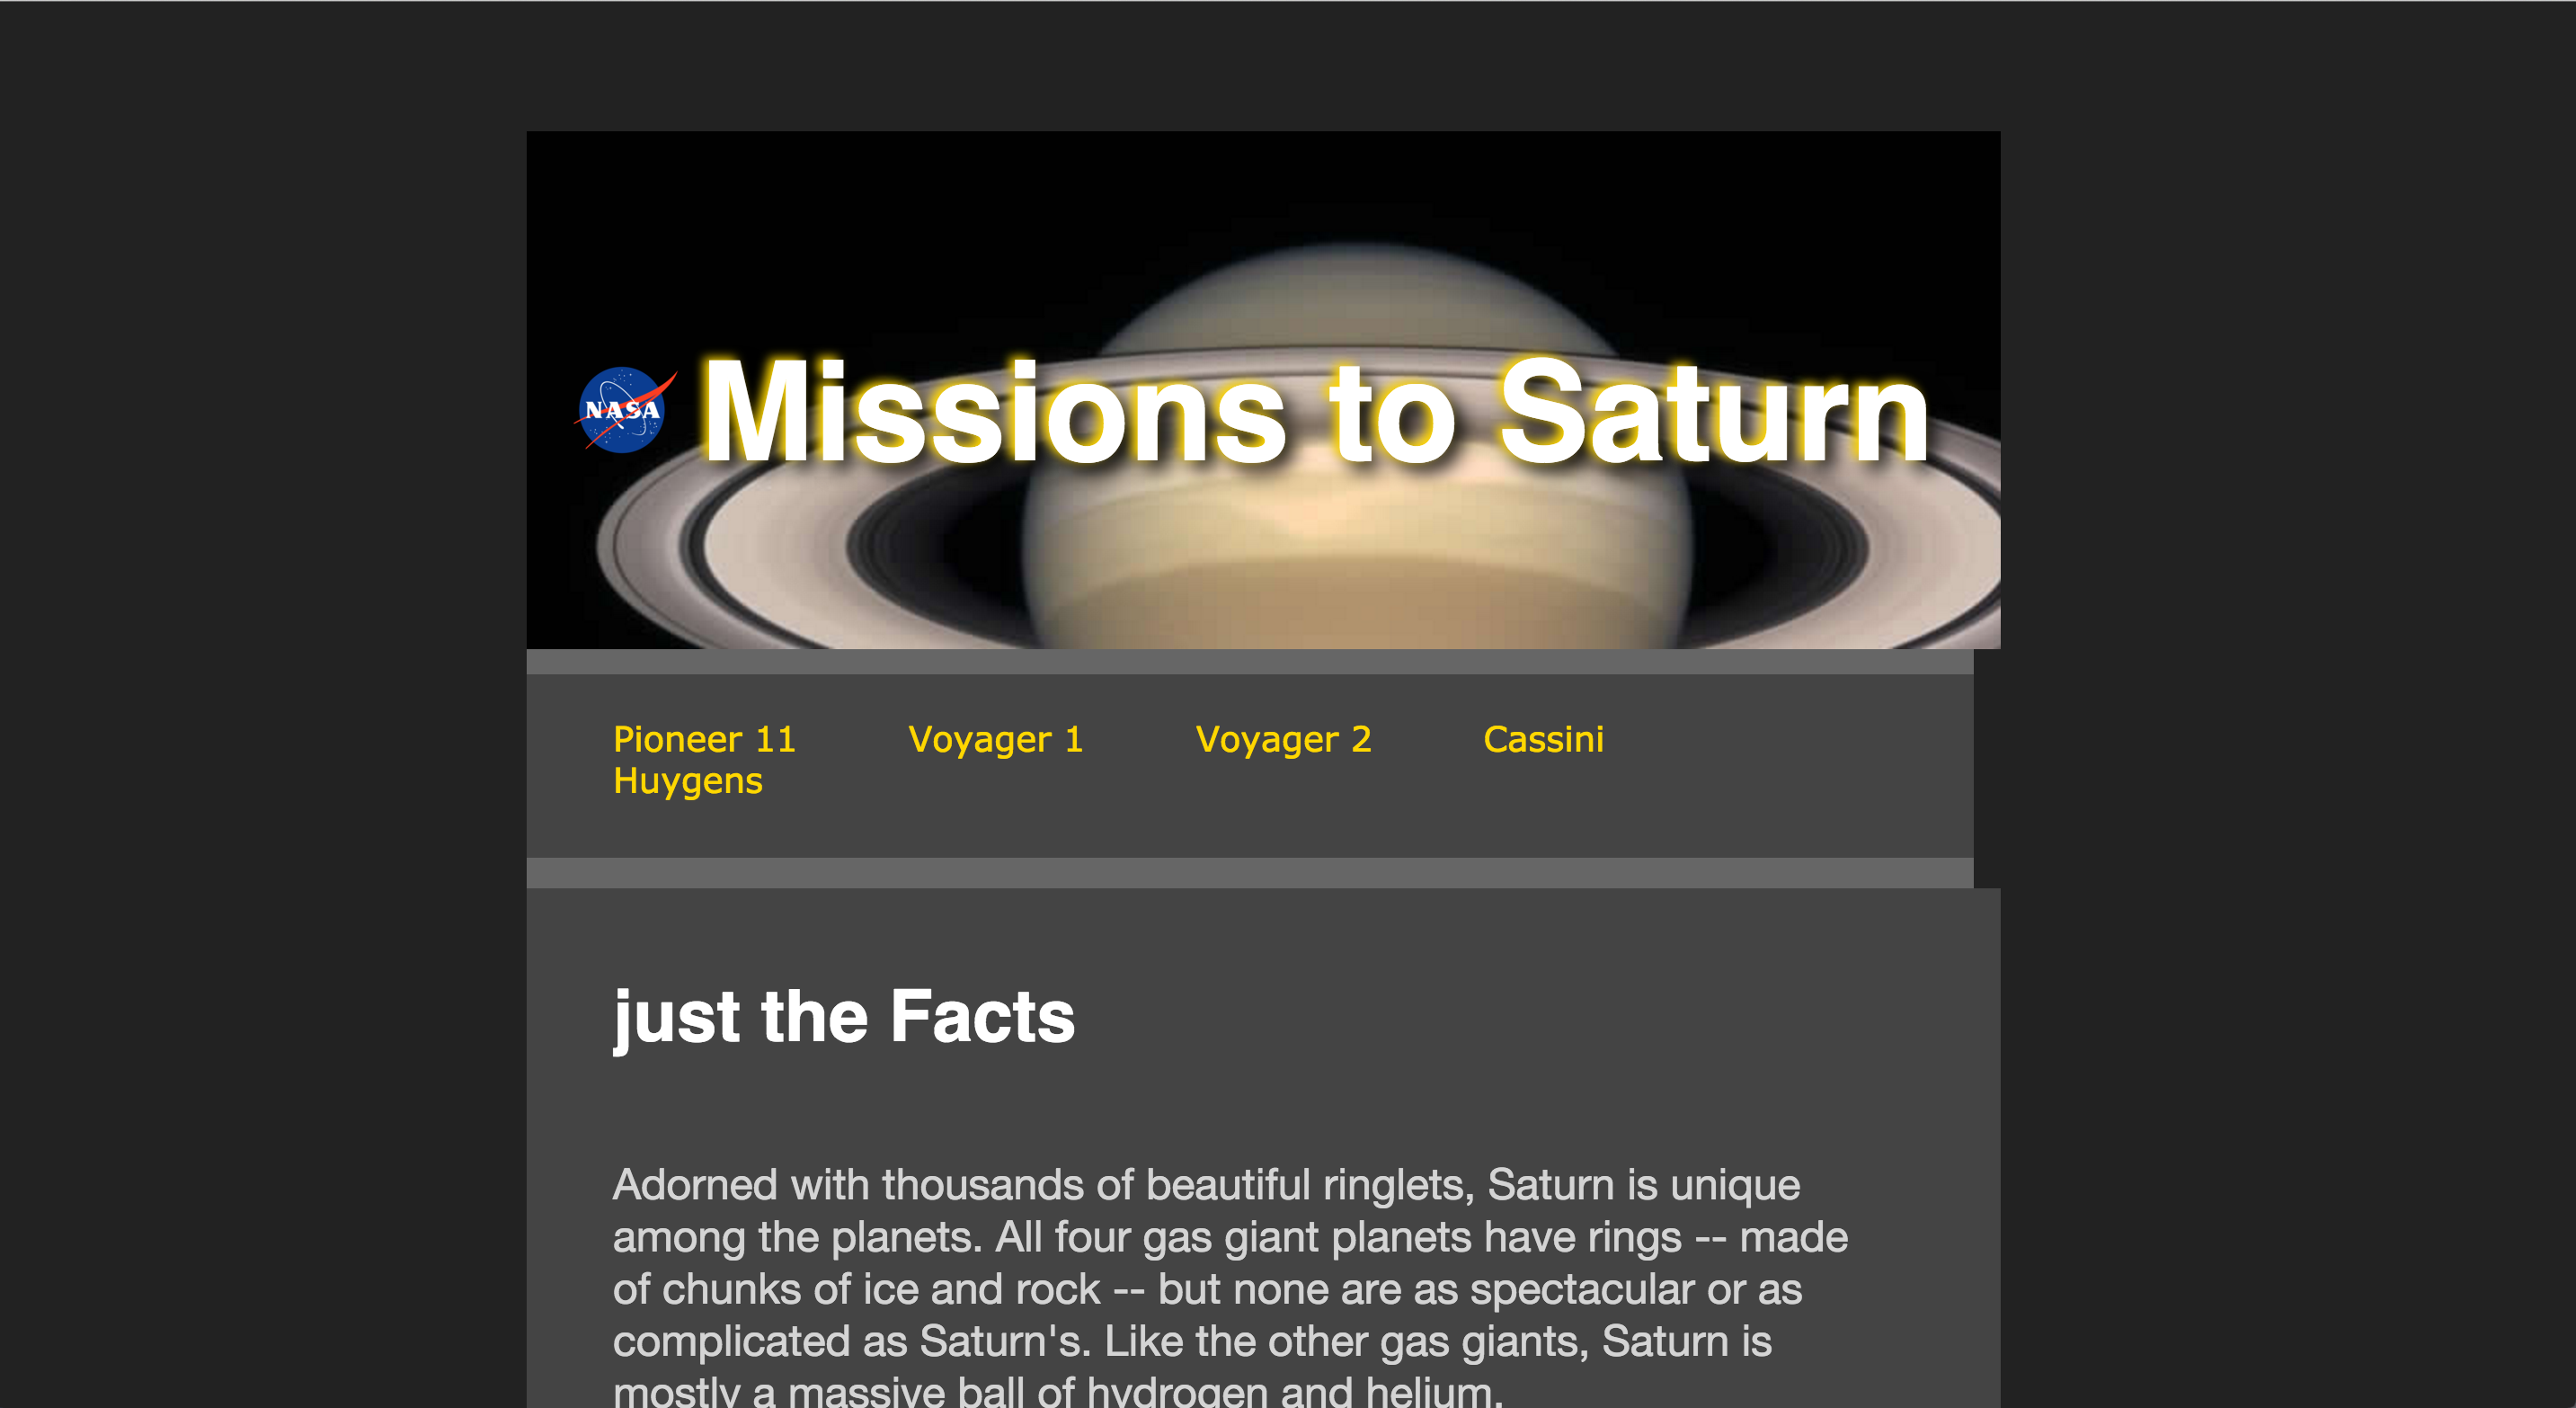 NASA
Missions to Saturn
Pioneer 11 Voyager 1 Voyager 2 Cassini
Huygens
just the Facts
Adorned with thousands of beautiful ringlets, Saturn is unique
among the planets. All four gas giant planets have rings -- made
of chunks of ice and rock -- but none are as spectacular or as
complicated as Saturn's. Like the other gas giants, Saturn is
mostly a massive ball of hydrogen and helium.